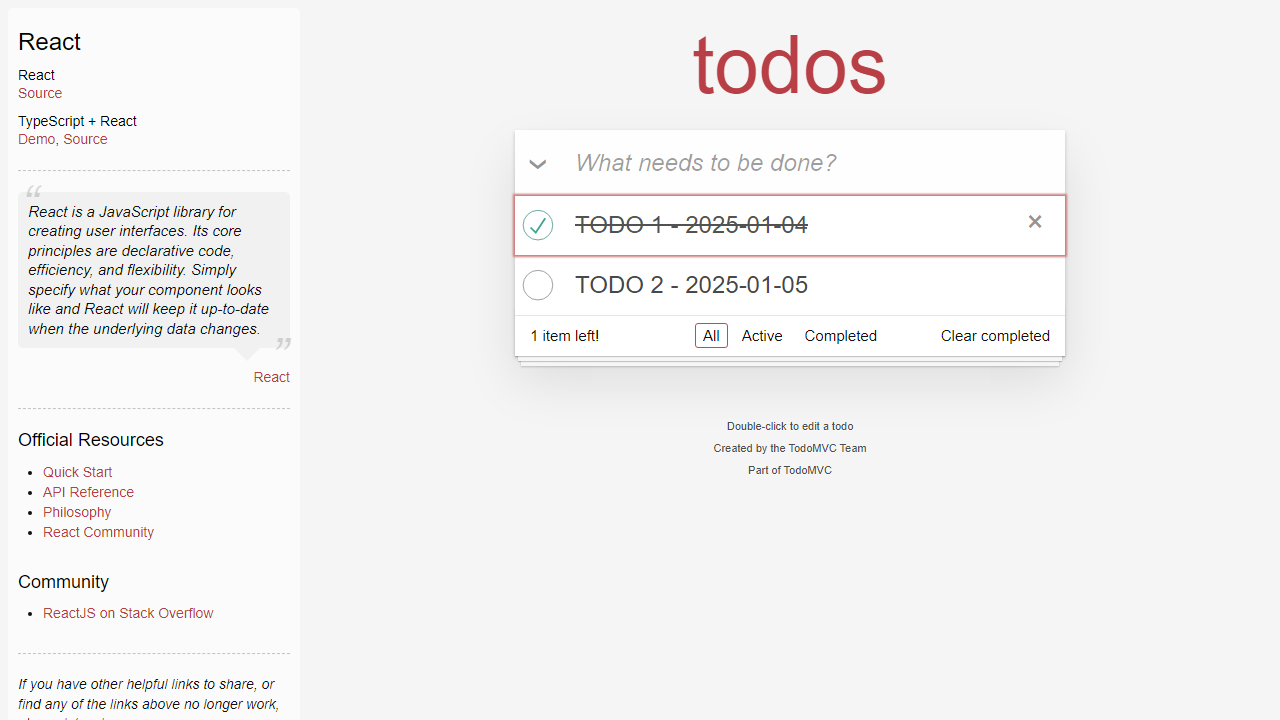 React
React
Source
TypeScript + React
Demo, Source
“
React is a JavaScript library for
creating user interfaces. Its core
principles are declarative code,
efficiency, and flexibility. Simply
specify what your component looks
like and React will keep it up-to-date
when the underlying data changes.
”
React
Official Resources
Quick Start
API Reference
Philosophy
React Community
Community
ReactJS on Stack Overflow
If you have other helpful links to share, or
find any of the links above no longer work,
todos
What needs to be done?
TODO 1 - 2025-01-04
×
TODO 2 - 2025-01-05
1 item left!
All Active Completed
Clear completed
Double-click to edit a todo
Created by the TodoMVC Team
Part of TodoMVC